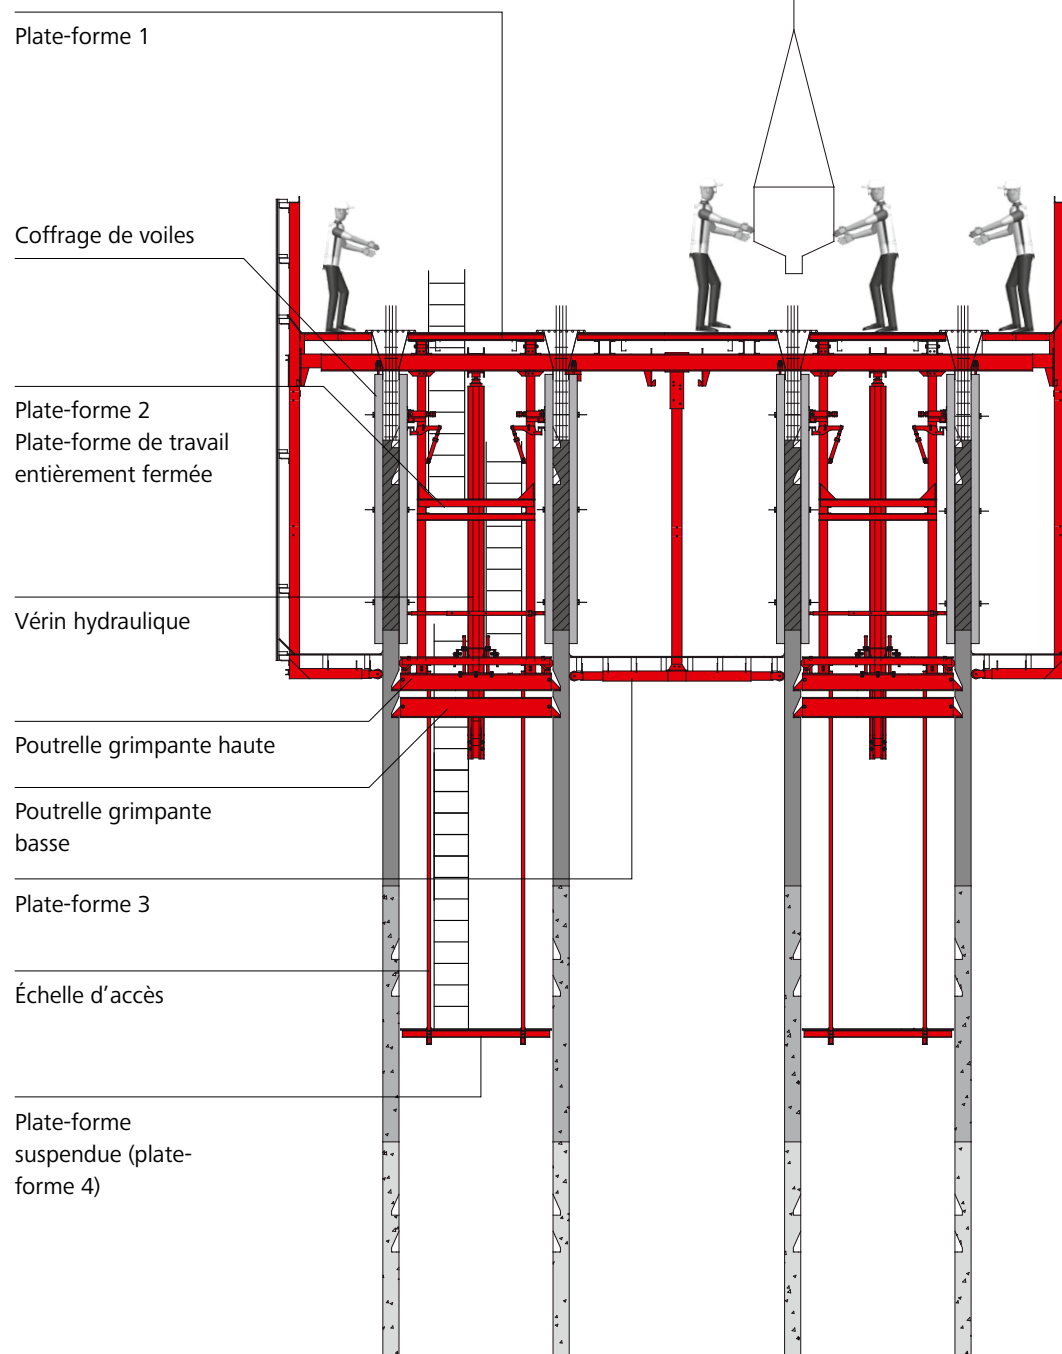 Plate-forme 1
Coffrage de voiles
Plate-forme 2
Plate-forme de travail
entièrement fermée
Vérin hydraulique
Poutrelle grimpante haute
Poutrelle grimpante
basse
Plate-forme 3
Échelle d’accès
Plate-forme
suspendue (plate-
forme 4)